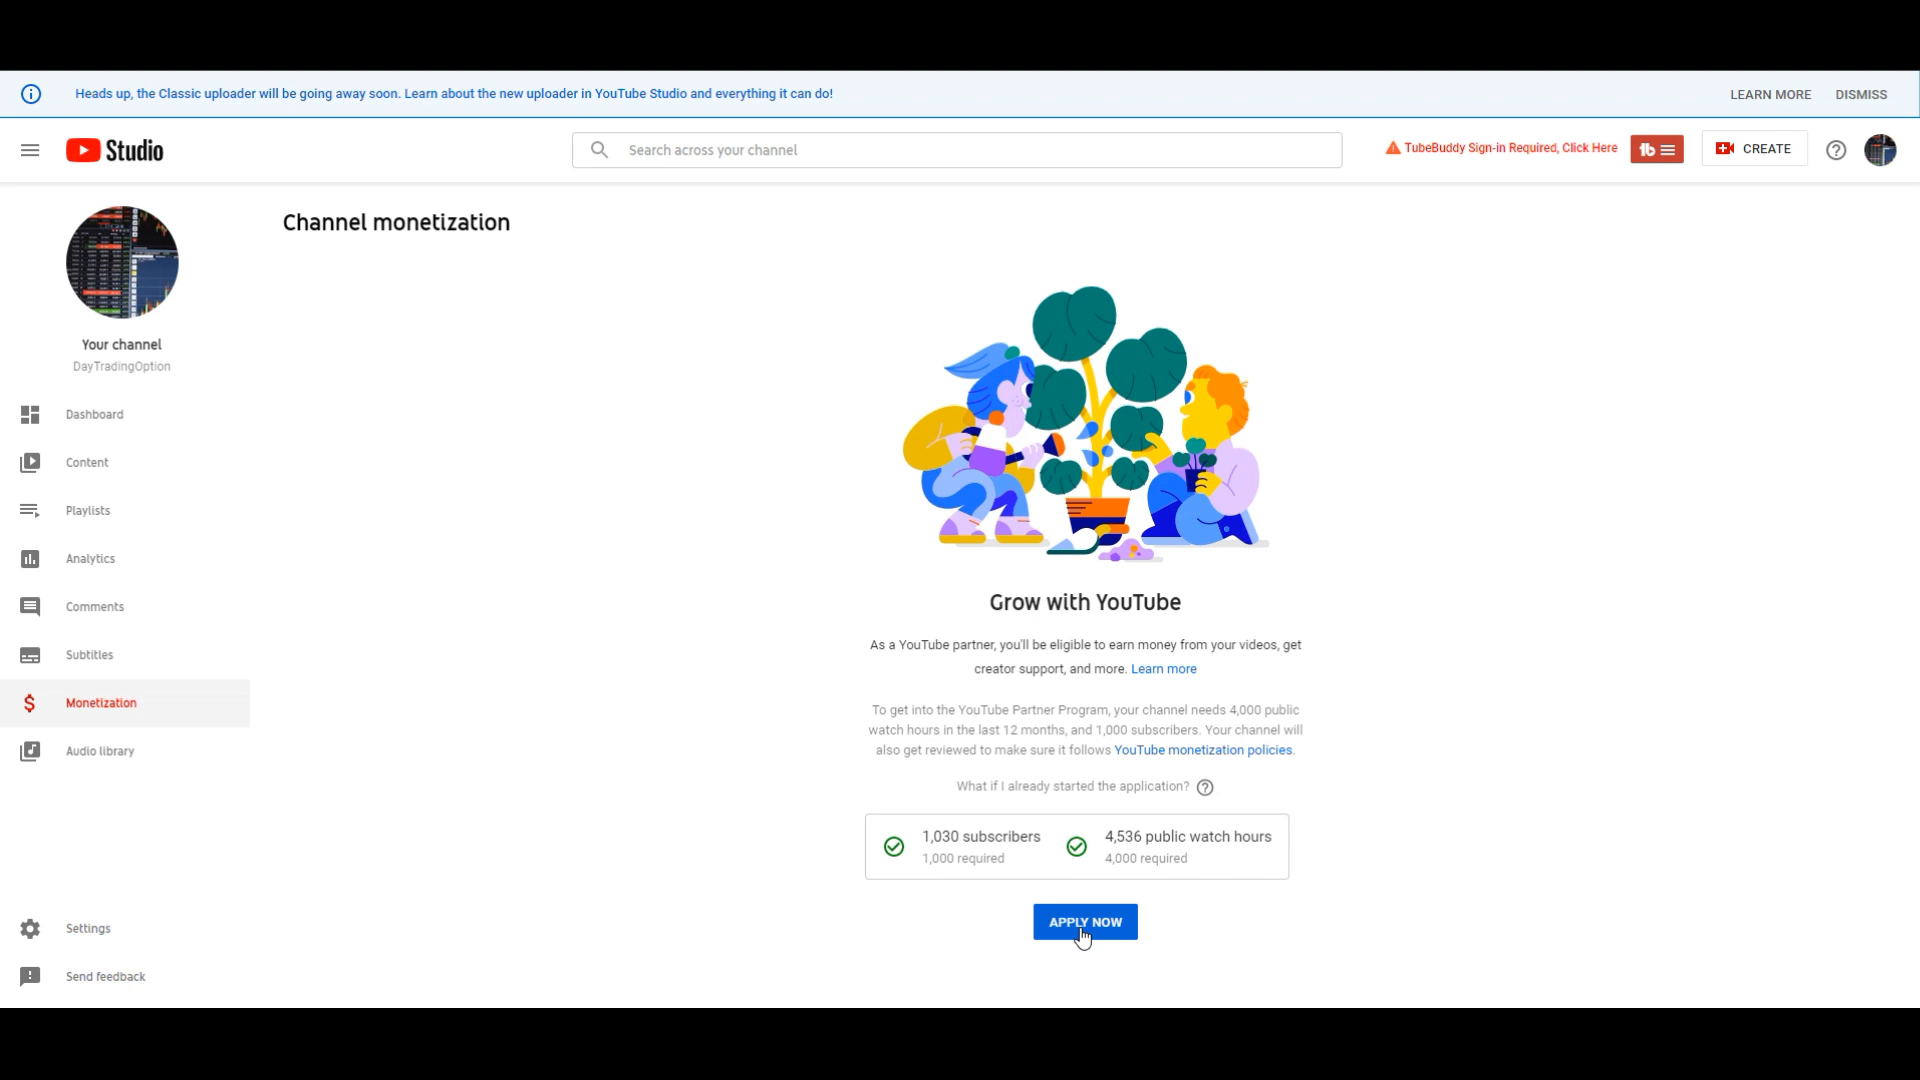 Heads up, the Classic uploader will be going away soon. Learn about the new uploader in YouTube Studio and everything it can do!
LEARN MORE
DISMISS
Studio
Search across your channel
TubeBuddy Sign-in Required, Click Here
tb
CREATE
Channel monetization
Your channel
DayTradingOption
Dashboard
Content
Playlists
Analytics
Comments
Subtitles
Monetization
Audio library
Settings
Send feedback
Grow with YouTube
As a YouTube partner, you'll be eligible to earn money from your videos, get
creator support, and more. Learn more
To get into the YouTube Partner Program, your channel needs 4,000 public
watch hours in the last 12 months, and 1,000 subscribers. Your channel will
also get reviewed to make sure it follows YouTube monetization policies.
What if I already started the application?
1,030 subscribers
1,000 required
4,536 public watch hours
4,000 required
APPLY NOW